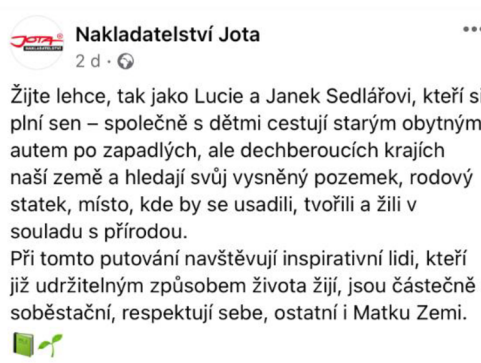 JOTA®
NAKLADATELSTVÍ
Nakladatelství Jota
2 d ·
Žijte lehce, tak jako Lucie a Janek Sedlářovi, kteří si
plní sen – společně s dětmi cestují starým obytným
autem po zapadlých, ale dechberoucích krajích
naší země a hledají svůj vysněný pozemek, rodový
statek, místo, kde by se usadili, tvořili a žili v
souladu s přírodou.
Při tomto putování navštěvují inspirativní lidi, kteří
již udržitelným způsobem života žijí, jsou částečně
soběstační, respektují sebe, ostatní i Matku Zemi.
📗🌱